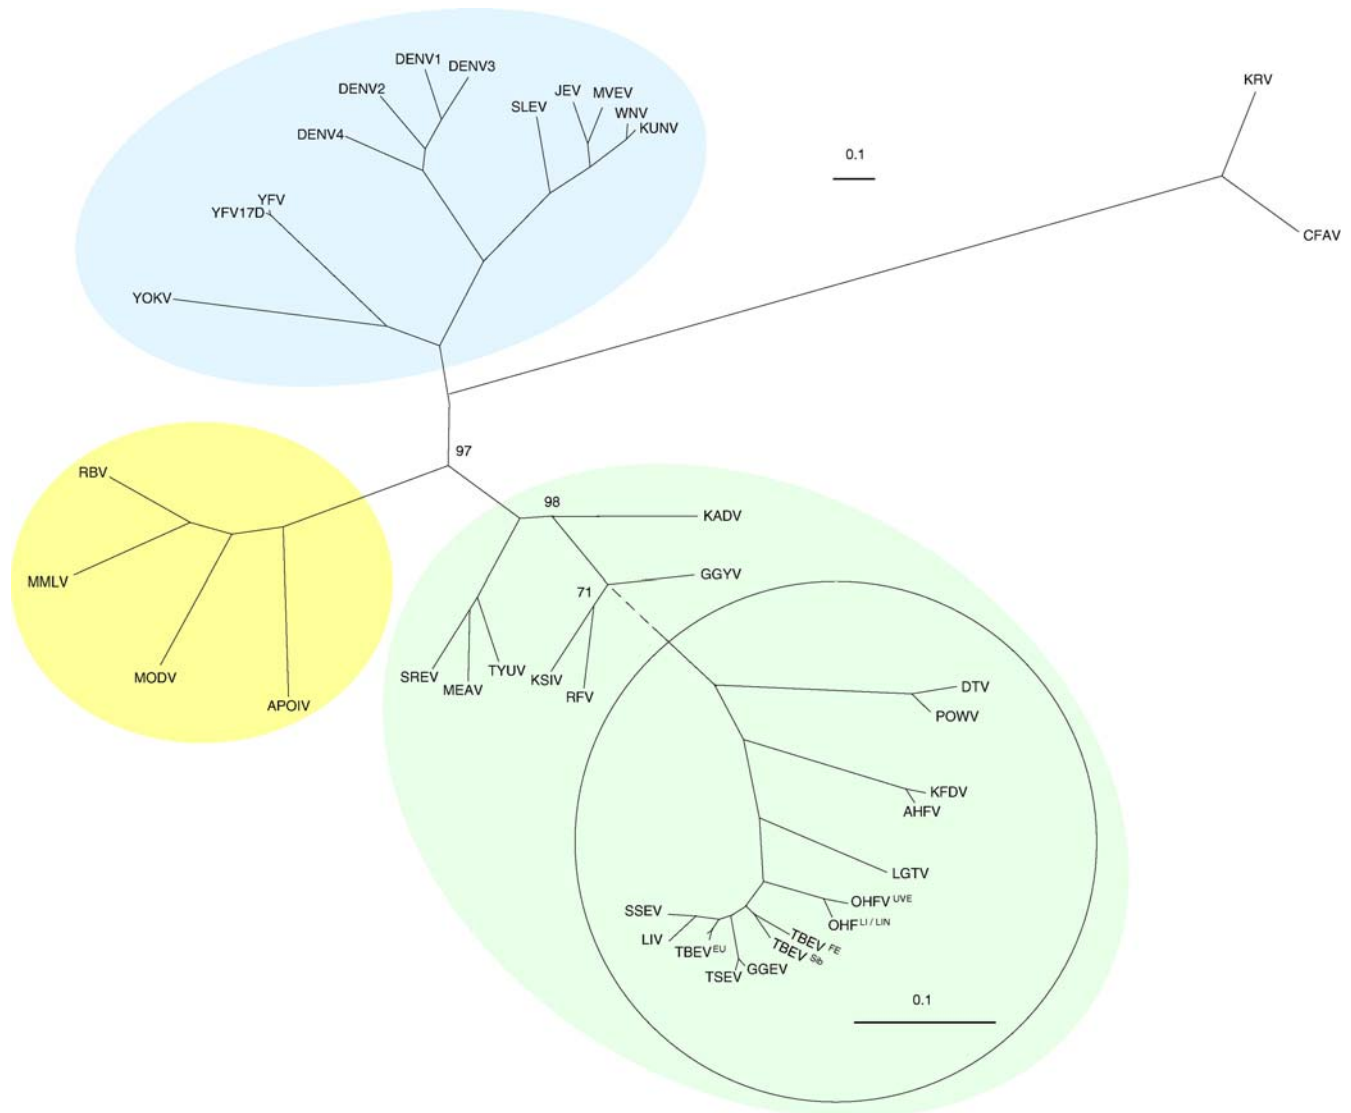 DENV1
DENV3
DENV2
DENV4
SLEV
JEV
MVEV
WNV
KUNV
KRV
0.1
YFV
YFV17D
CFAV
YOKV
97
RBV
98
KADV
MMLV
GGYV
71
MODV
APOIV
SREV
MEAV
TYUV
KSIV
RFV
DTV
POWV
KFDV
AHFV
LGTV
OHFV UVE
OHF LI / LIN
SSEV
LIV
TBEV EU
TBEV FE
TBEV Sib
TSEV
GGEV
0.1